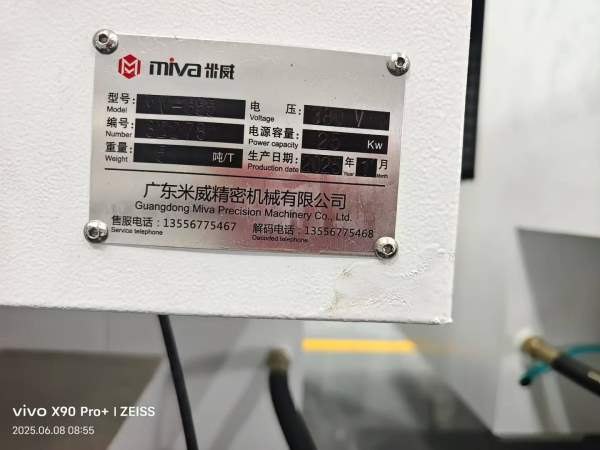 miva 米威
型号: Model
电压: Voltage 380 V
编号: Number
电源容量: Power capacity 25 Kw
重量: Weight 吨/T
生产日期: Production date 年 Year 月 Month
广东米威精密机械有限公司
Guangdong Miva Precision Machinery Co., Ltd.
售服电话: 13556775467 解码电话: 13556775468
Service telephone Decoded telephone
vivo X90 Pro+ | ZEISS
2025.06.08 08:55